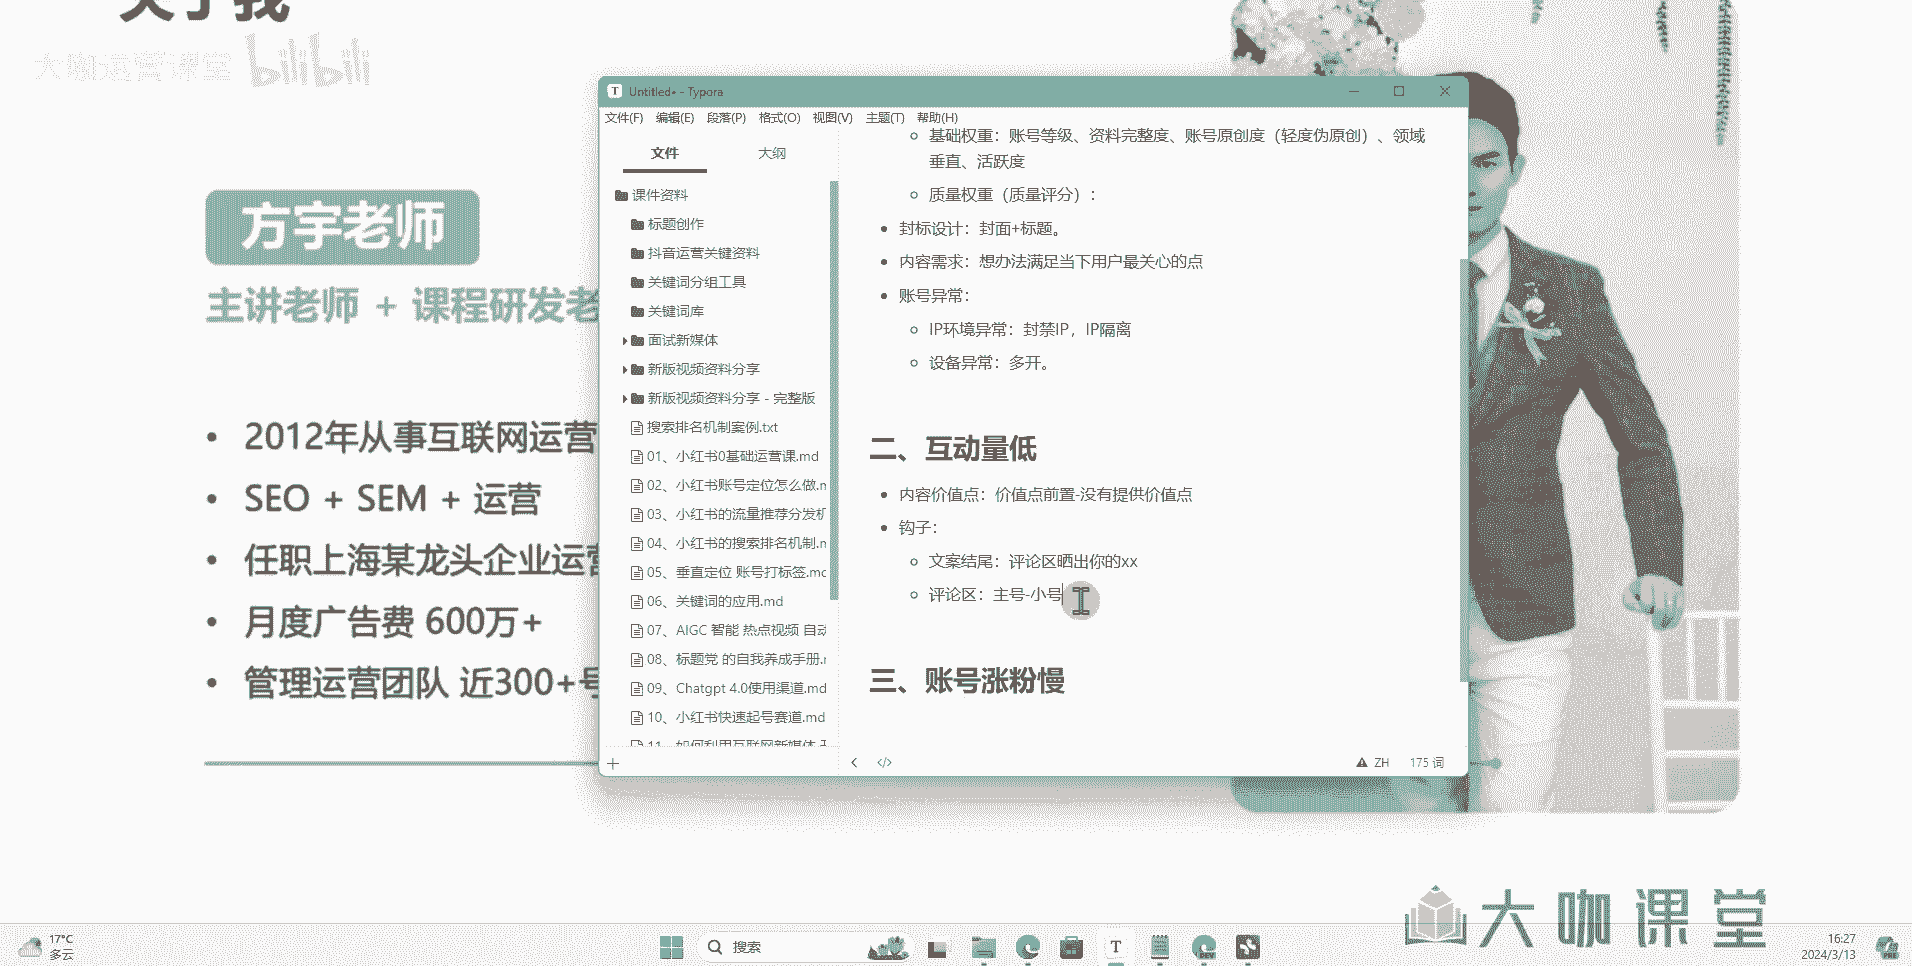 关于我
大咖运营课堂 bilibili
方宇老师
主讲老师 + 课程研发老
2012年从事互联网运营
SEO + SEM + 运营
任职上海某龙头企业运营
月度广告费 600万+
管理运营团队 近300+号
T Untitled• - Typora
文件(F) 编辑(E) 段落(P) 格式(O) 视图(V) 主题(T) 帮助(H)
文件 大纲
课件资料
标题创作
抖音运营关键资料
关键词分组工具
关键词库
面试新媒体
新版视频资料分享
新版视频资料分享 - 完整版
搜索排名机制案例.txt
01、小红书0基础运营课.md
02、小红书账号定位怎么做.m
03、小红书的流量推荐分发机
04、小红书的搜索排名机制.m
05、垂直定位 账号打标签.md
06、关键词的应用.md
07、AIGC 智能 热点视频 自动
08、标题党 的自我养成手册.m
09、Chatgpt 4.0使用渠道.md
10、小红书快速起号赛道.md
11、如何利用互联网新媒体
基础权重：账号等级、资料完整度、账号原创度（轻度伪原创）、领域
垂直、活跃度
质量权重（质量评分）：
封标设计：封面+标题。
内容需求：想办法满足当下用户最关心的点
账号异常：
IP环境异常：封禁IP，IP隔离
设备异常：多开。
二、互动量低
内容价值点：价值点前置-没有提供价值点
钩子：
文案结尾：评论区晒出你的xx
评论区：主号-小号
三、账号涨粉慢
ZH 175 词
大咖课堂
17°C
多云
搜索
T
DEV
16:27
2024/3/13
PRE